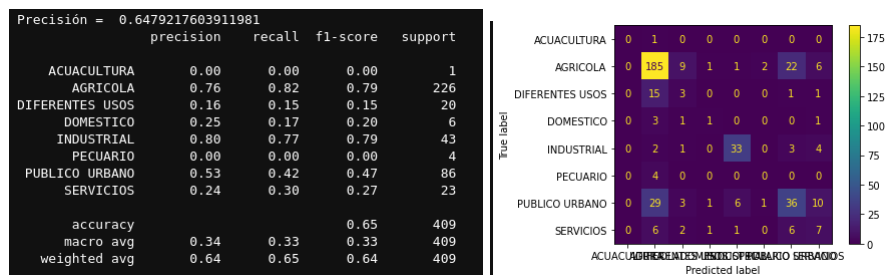 Precisión =  0.6479217603911981
precision recall f1-score support
ACUACULTURA 0.00 0.00 0.00 1
AGRICOLA 0.76 0.82 0.79 226
DIFERENTES USOS 0.16 0.15 0.15 20
DOMESTICO 0.25 0.17 0.20 6
INDUSTRIAL 0.80 0.77 0.79 43
PECUARIO 0.00 0.00 0.00 4
PUBLICO URBANO 0.53 0.42 0.47 86
SERVICIOS 0.24 0.30 0.27 23
accuracy 0.65 409
macro avg 0.34 0.33 0.33 409
weighted avg 0.64 0.65 0.64 409
True label
ACUACULTURA 0 1 0 0 0 0 0 0
AGRICOLA 0 185 9 1 1 2 22 6
DIFERENTES USOS 0 15 3 0 0 0 1 1
DOMESTICO 0 3 1 1 0 0 0 1
INDUSTRIAL 0 2 1 0 33 0 3 4
PECUARIO 0 4 0 0 0 0 0 0
PUBLICO URBANO 0 29 3 1 6 1 36 10
SERVICIOS 0 6 2 1 1 0 6 7
Predicted label
175
150
125
100
75
50
25
0